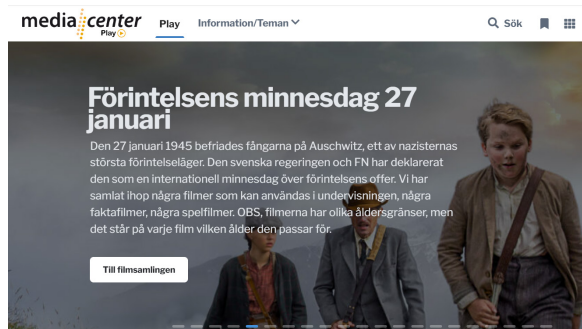 mediacenter
Play
Play
Information/Teman
Sök
Förintelsens minnesdag 27
januari
Den 27 januari 1945 befriades fångarna på Auschwitz, ett av nazisternas
största förintelseläger. Den svenska regeringen och FN har deklarerat
den som en internationell minnesdag över förintelsens offer. Vi har
samlat ihop några filmer som kan användas i undervisningen, några
faktafilmer, några spelfilmer. OBS, filmerna har olika åldersgränser, men
det står på varje film vilken ålder den passar för.
Till filmsamlingen